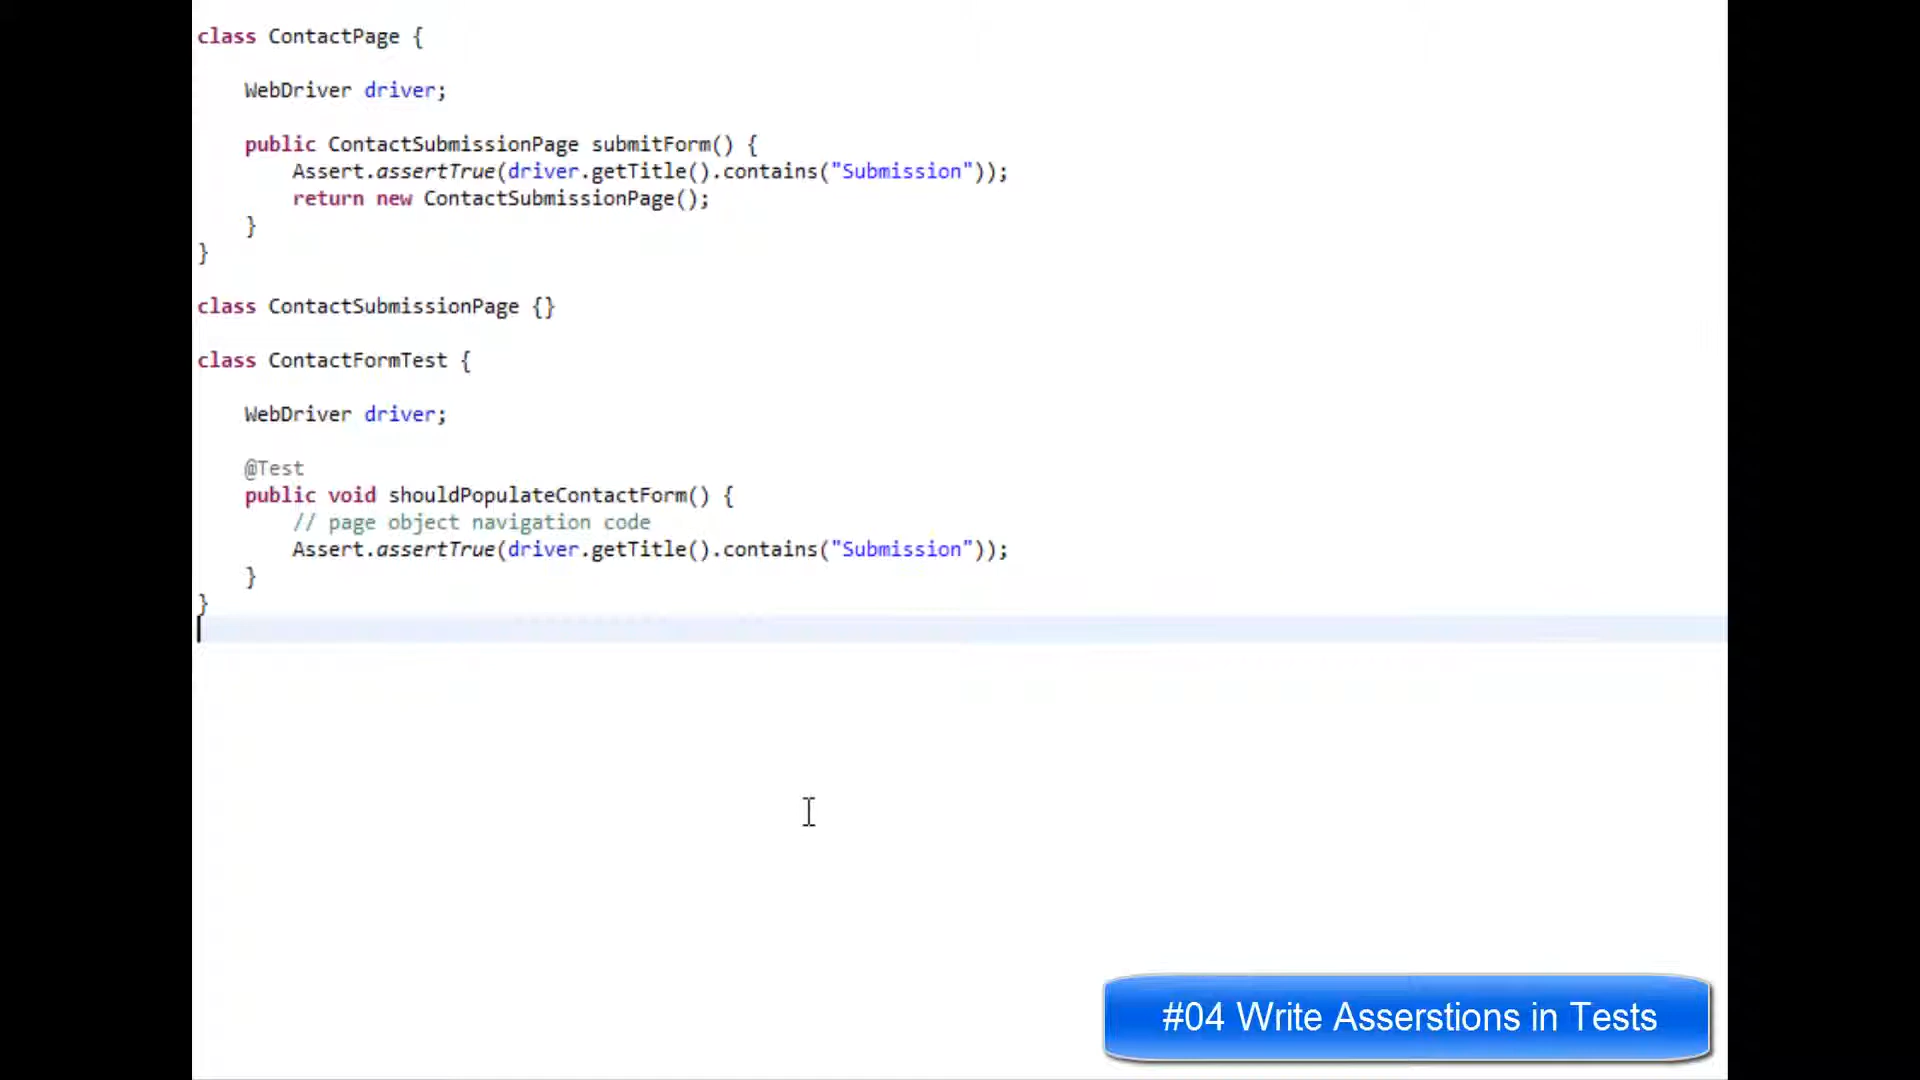 class ContactPage {
WebDriver driver;
public ContactSubmissionPage submitForm() {
Assert.assertTrue(driver.getTitle().contains("Submission"));
return new ContactSubmissionPage();
}
}
class ContactSubmissionPage {}
class ContactFormTest {
WebDriver driver;
@Test
public void shouldPopulateContactForm() {
// page object navigation code
Assert.assertTrue(driver.getTitle().contains("Submission"));
}
}
#04 Write Asserstions in Tests